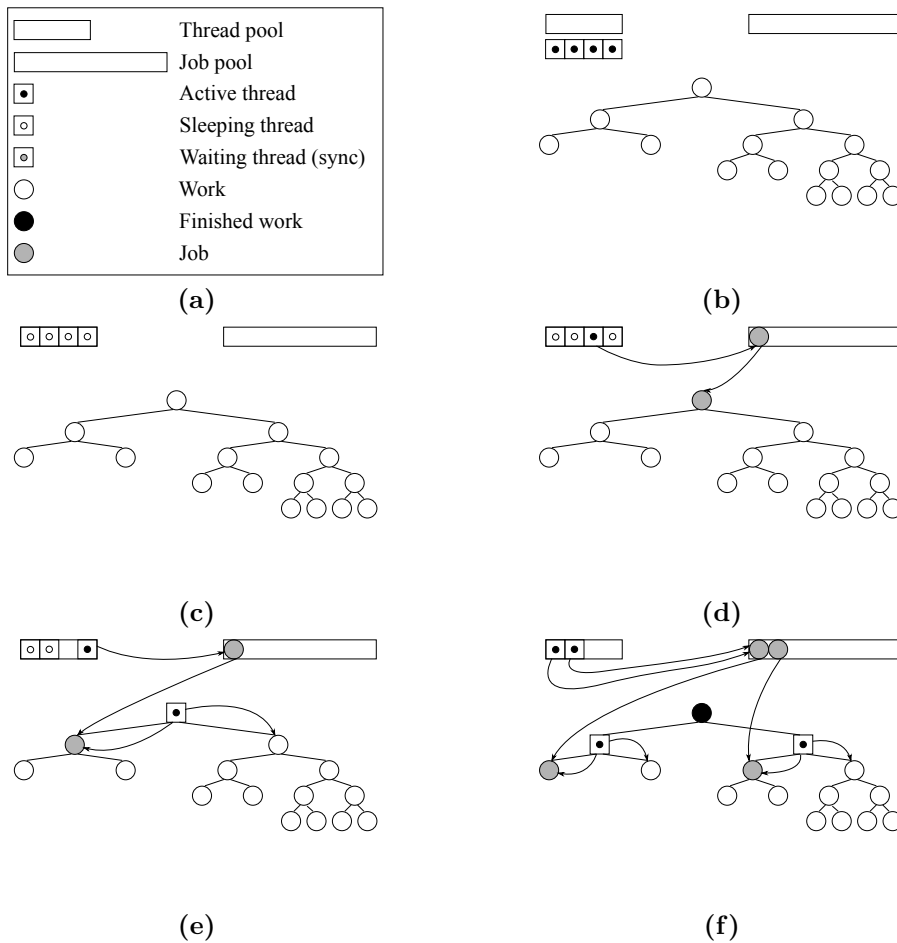 Thread pool
Job pool
Active thread
Sleeping thread
Waiting thread (sync)
Work
Finished work
Job
(a)
(b)
(c)
(d)
(e)
(f)